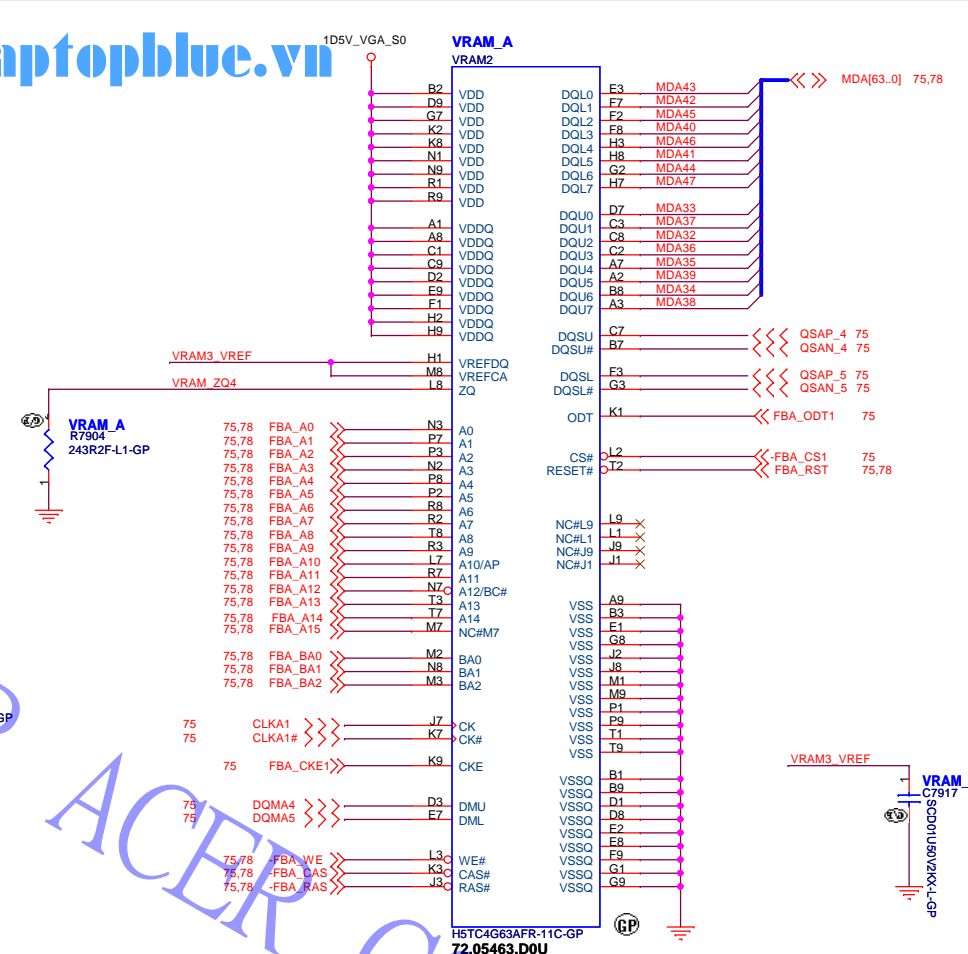 aptopblue.vn
1D5V_VGA_S0
VRAM_A
VRAM2
B2 VDD
D9 VDD
G7 VDD
K2 VDD
K8 VDD
N1 VDD
N9 VDD
R1 VDD
R9 VDD
A1 VDDQ
A8 VDDQ
C1 VDDQ
C9 VDDQ
D2 VDDQ
E9 VDDQ
F1 VDDQ
H2 VDDQ
H9 VDDQ
VRAM3_VREF H1 VREFDQ
M8 VREFCA
VRAM_ZQ4 L8 ZQ
VRAM_A
R7904
243R2F-L1-GP
1
75,78 FBA_A0 N3 A0
75,78 FBA_A1 P7 A1
75,78 FBA_A2 P3 A2
75,78 FBA_A3 N2 A3
75,78 FBA_A4 P8 A4
75,78 FBA_A5 P2 A5
75,78 FBA_A6 R8 A6
75,78 FBA_A7 R2 A7
75,78 FBA_A8 T8 A8
75,78 FBA_A9 R3 A9
75,78 FBA_A10 L7 A10/AP
75,78 FBA_A11 R7 A11
75,78 FBA_A12 N7 A12/BC#
75,78 FBA_A13 T3 A13
75,78 FBA_A14 T7 A14
75,78 FBA_A15 M7 NC#M7
75,78 FBA_BA0 M2 BA0
75,78 FBA_BA1 N8 BA1
75,78 FBA_BA2 M3 BA2
75 CLKA1 J7 CK
75 CLKA1# K7 CK#
75 FBA_CKE1 K9 CKE
75 DQMA4 D3 DMU
75 DQMA5 E7 DML
75,78 -FBA_WE L3 WE#
75,78 -FBA_CAS K3 CAS#
75,78 -FBA_RAS J3 RAS#
MDA[63..0] 75,78
DQL0 E3 MDA43
DQL1 F7 MDA42
DQL2 F2 MDA45
DQL3 F8 MDA40
DQL4 H3 MDA46
DQL5 H8 MDA41
DQL6 G2 MDA44
DQL7 H7 MDA47
DQU0 D7 MDA33
DQU1 C3 MDA37
DQU2 C8 MDA32
DQU3 C2 MDA36
DQU4 A7 MDA35
DQU5 A2 MDA39
DQU6 B8 MDA34
DQU7 A3 MDA38
DQSU C7 QSAP_4 75
DQSU# B7 QSAN_4 75
DQSL F3 QSAP_5 75
DQSL# G3 QSAN_5 75
ODT K1 FBA_ODT1 75
CS# L2 -FBA_CS1 75
RESET# T2 FBA_RST 75,78
NC#L9 L9
NC#L1 L1
NC#J9 J9
NC#J1 J1
VSS A9
VSS B3
VSS E1
VSS G8
VSS J2
VSS J8
VSS M1
VSS M9
VSS P1
VSS P9
VSS T1
VSS T9
VSSQ B1
VSSQ B9
VSSQ D1
VSSQ D8
VSSQ E2
VSSQ E8
VSSQ F9
VSSQ G1
VSSQ G9
H5TC4G63AFR-11C-GP
72.05463.D0U
GP
VRAM3_VREF
1
VRAM_
C7917
SCD01U50V2KX-L-GP
GP
ACER